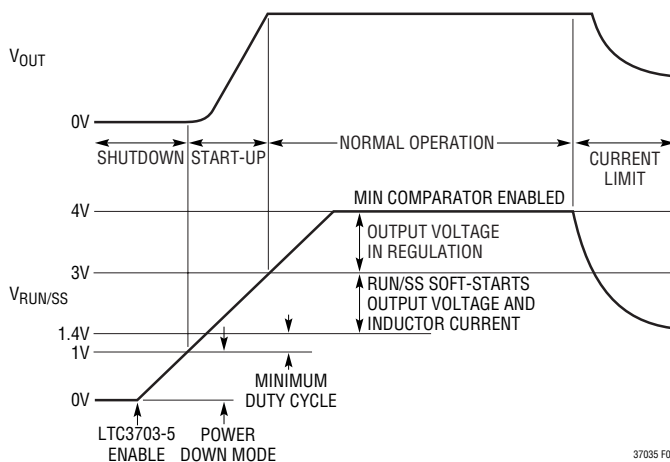 VOUT
0V
SHUTDOWN
START-UP
NORMAL OPERATION
CURRENT
LIMIT
MIN COMPARATOR ENABLED
4V
OUTPUT VOLTAGE
IN REGULATION
3V
VRUN/SS
RUN/SS SOFT-STARTS
OUTPUT VOLTAGE AND
INDUCTOR CURRENT
1.4V
1V
MINIMUM
DUTY CYCLE
0V
LTC3703-5
ENABLE
POWER
DOWN MODE